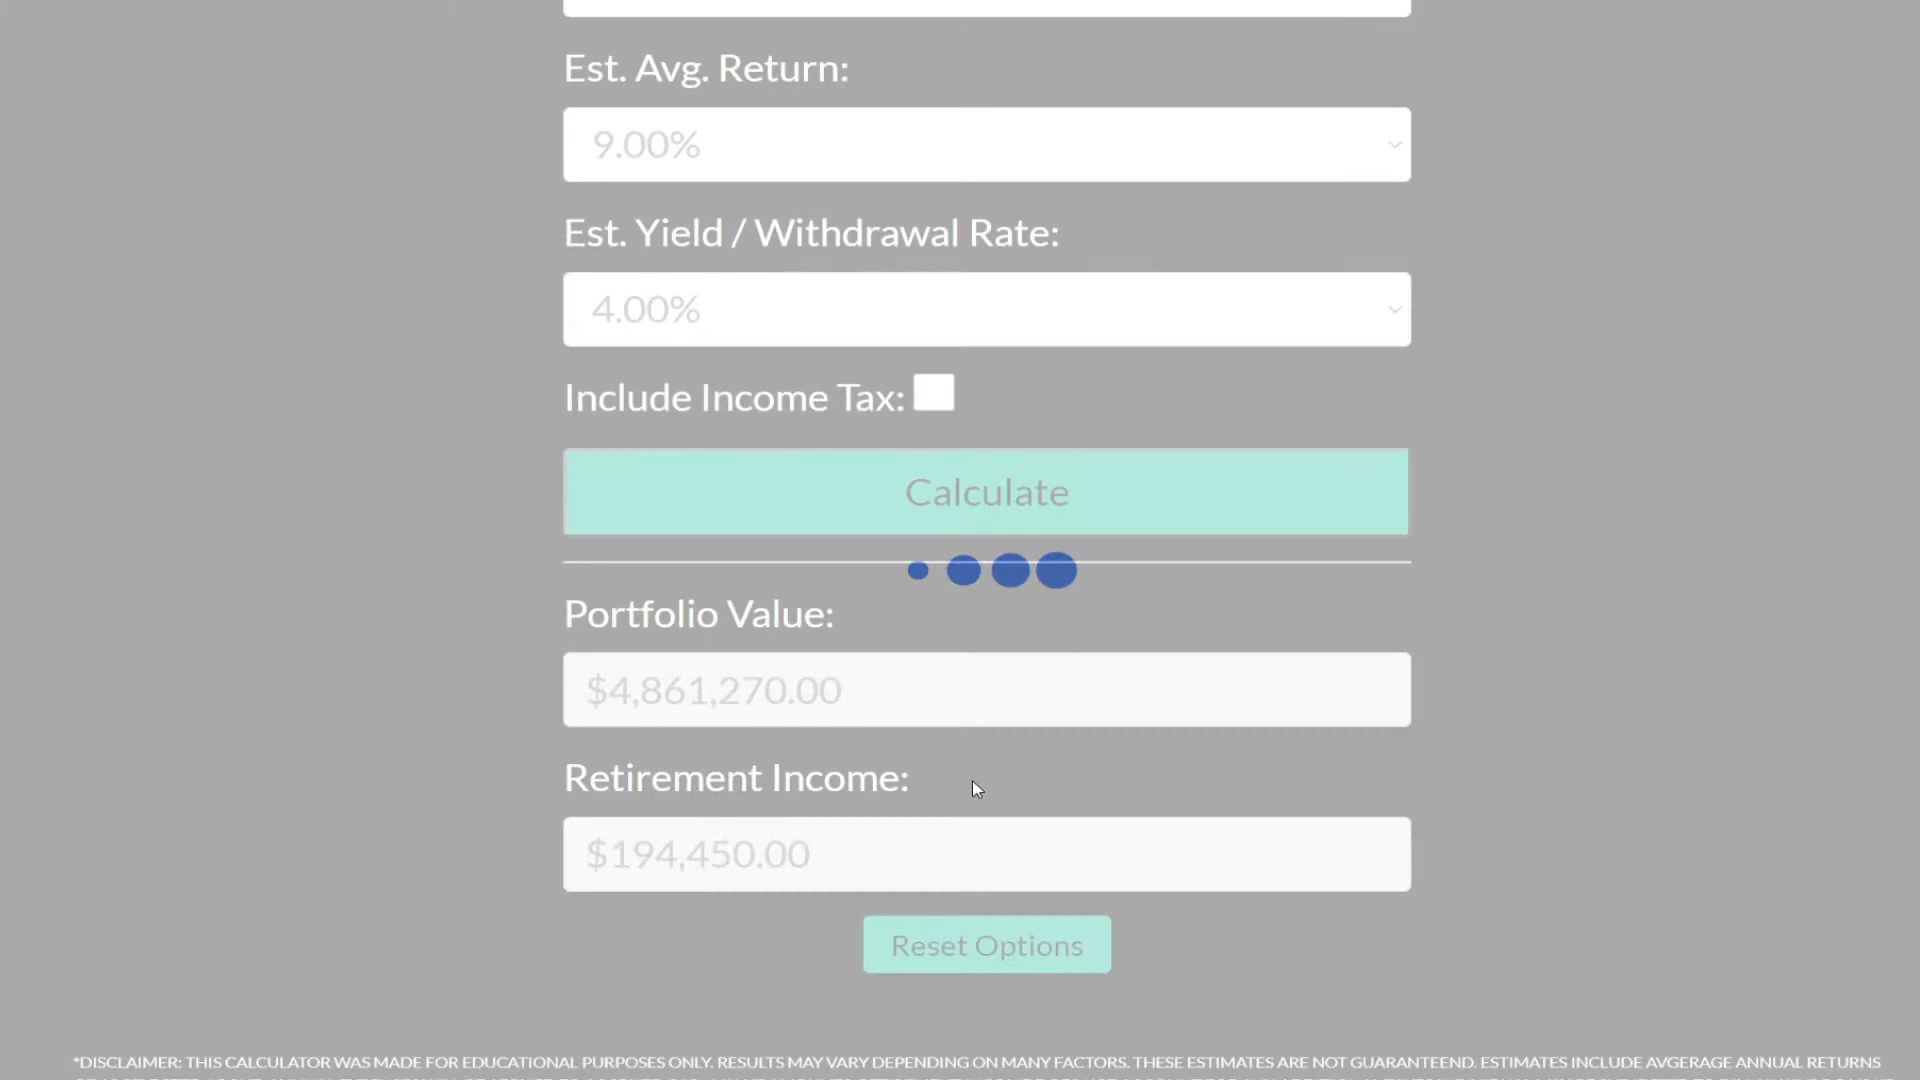 Est. Avg. Return:
9.00%
Est. Yield / Withdrawal Rate:
4.00%
Include Income Tax:
Calculate
Portfolio Value:
$4,861,270.00
Retirement Income:
$194,450.00
Reset Options
*DISCLAIMER: THIS CALCULATOR WAS MADE FOR EDUCATIONAL PURPOSES ONLY. RESULTS MAY VARY DEPENDING ON MANY FACTORS. THESE ESTIMATES ARE NOT GUARANTEEND. ESTIMATES INCLUDE AVGERAGE ANNUAL RETURNS